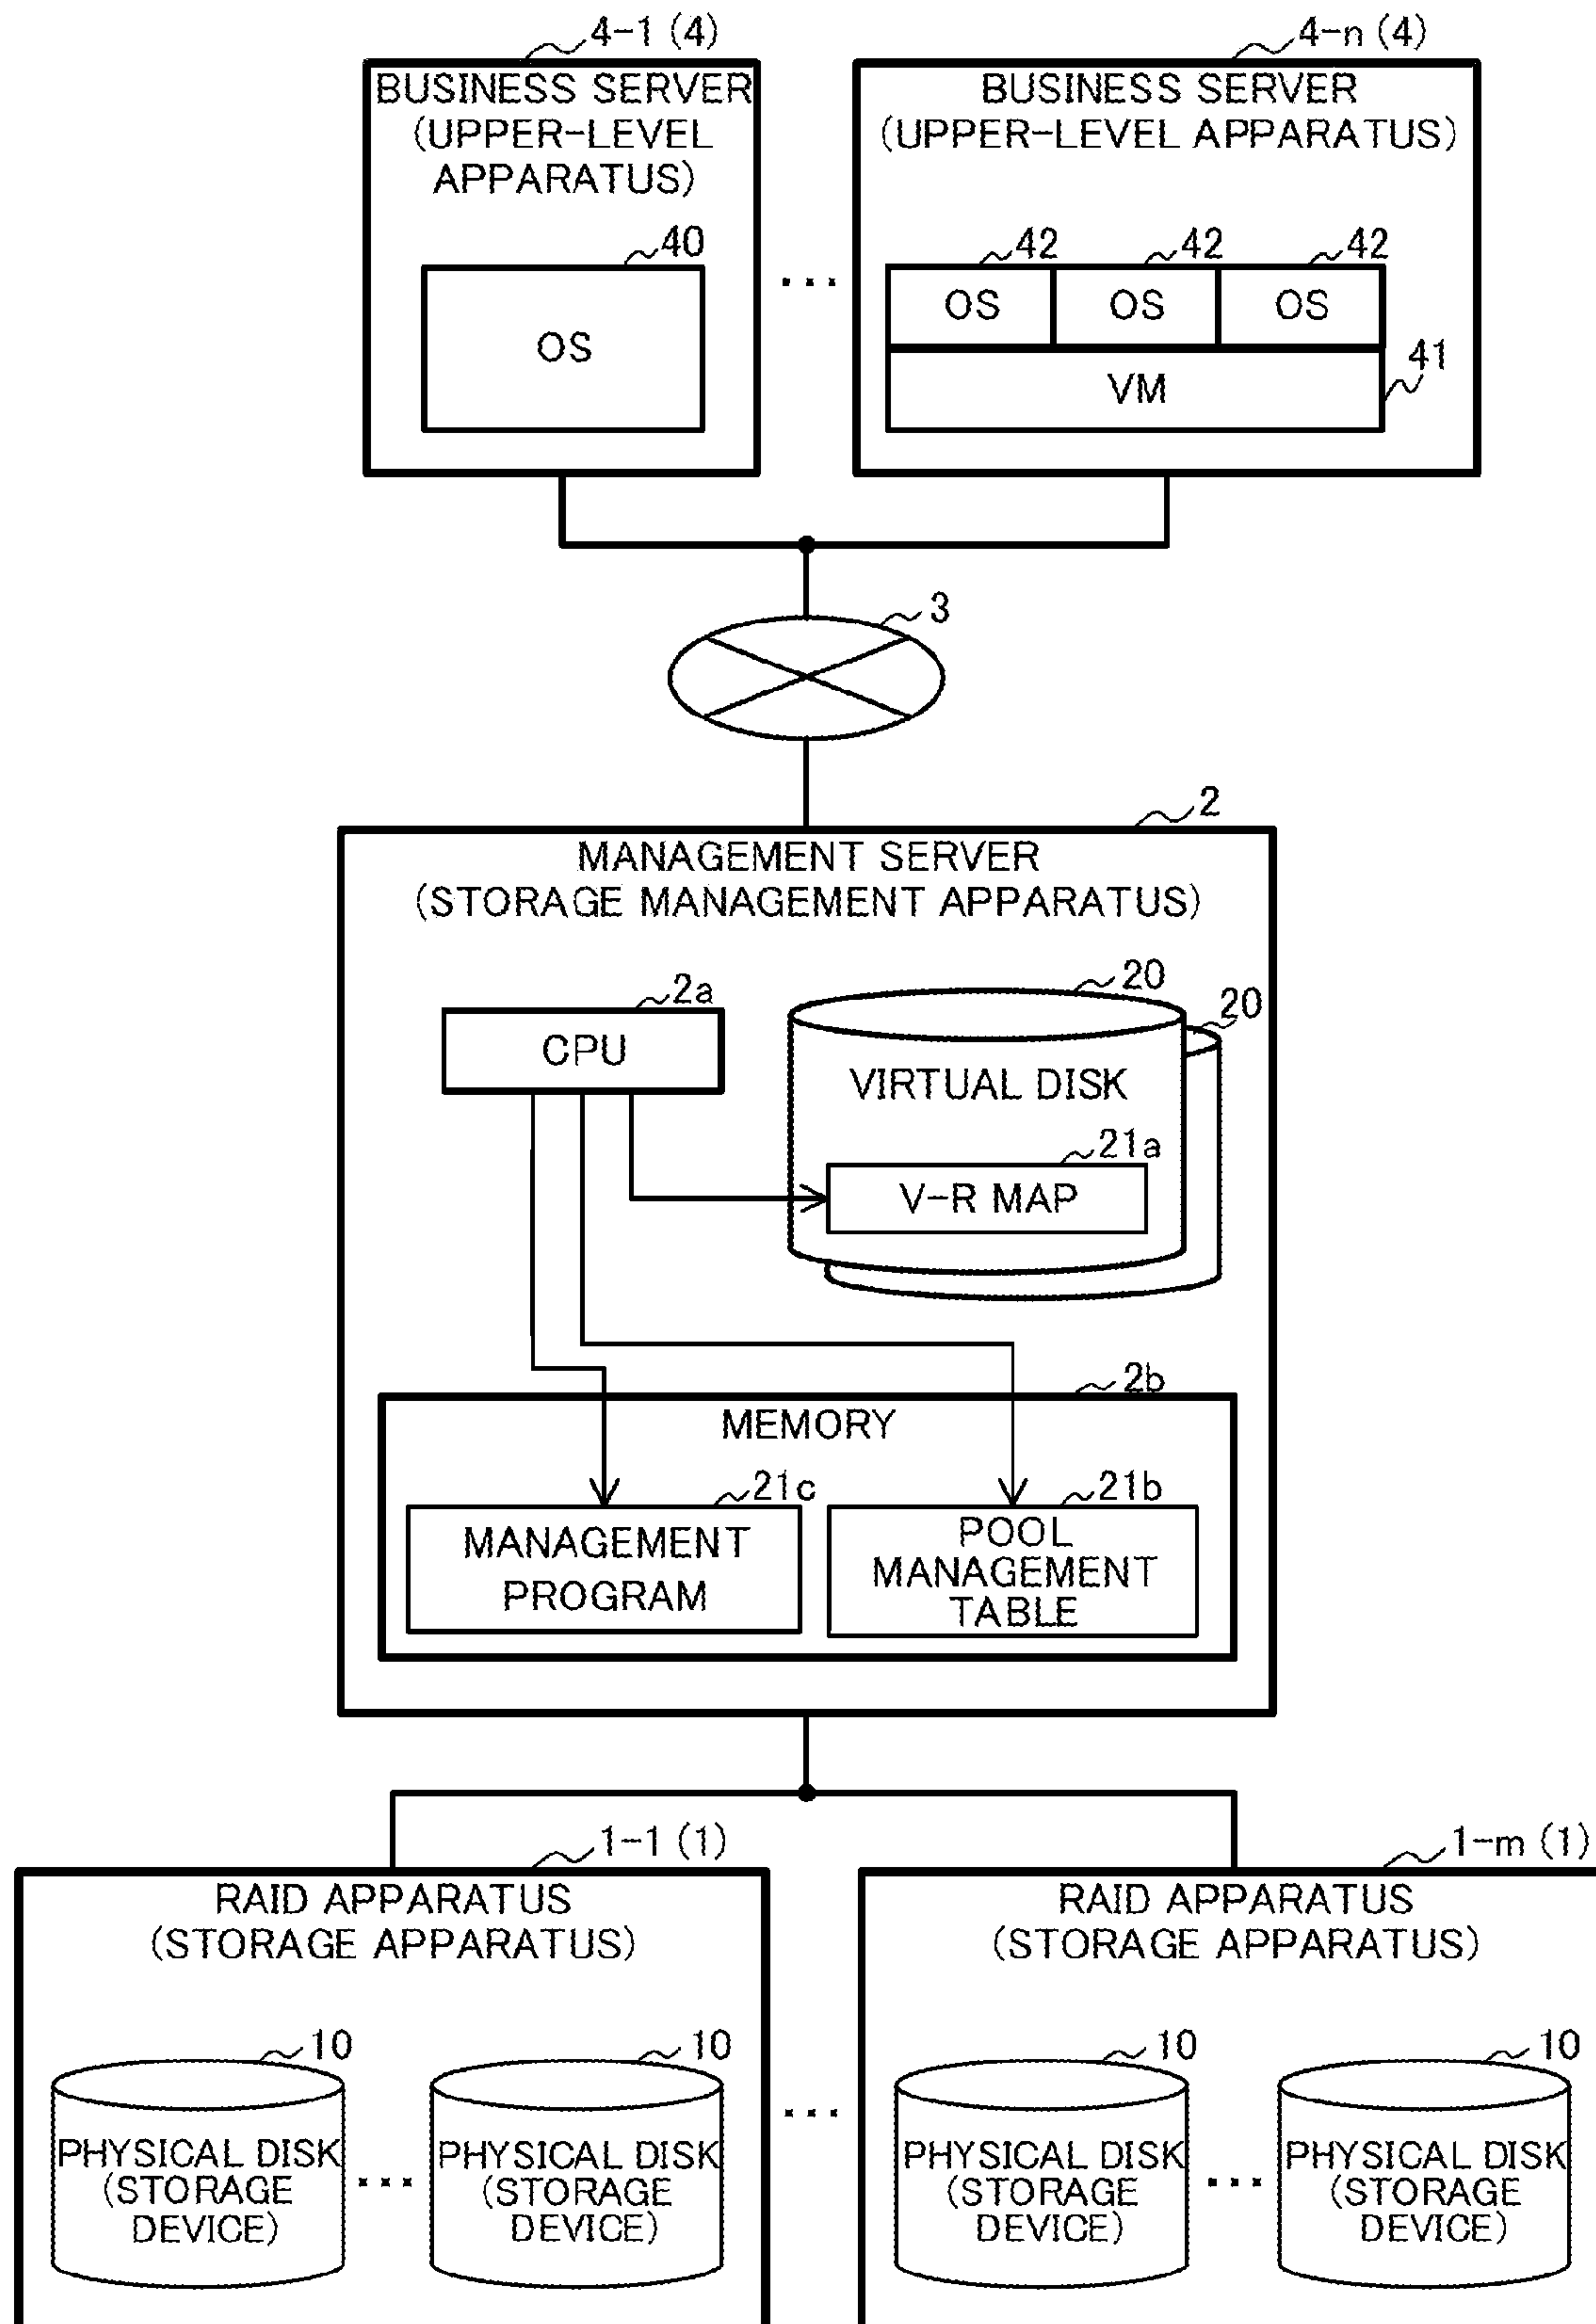 4-1 (4)
BUSINESS SERVER
(UPPER-LEVEL
APPARATUS)
40
OS
...
4-n (4)
BUSINESS SERVER
(UPPER-LEVEL APPARATUS)
42 42 42
OS OS OS
41
VM
3
2
MANAGEMENT SERVER
(STORAGE MANAGEMENT APPARATUS)
2a
CPU
20
20
VIRTUAL DISK
21a
V-R MAP
2b
MEMORY
21c
MANAGEMENT
PROGRAM
21b
POOL
MANAGEMENT
TABLE
1-1 (1)
RAID APPARATUS
(STORAGE APPARATUS)
10
PHYSICAL DISK
(STORAGE
DEVICE)
...
10
PHYSICAL DISK
(STORAGE
DEVICE)
...
1-m (1)
RAID APPARATUS
(STORAGE APPARATUS)
10
PHYSICAL DISK
(STORAGE
DEVICE)
...
10
PHYSICAL DISK
(STORAGE
DEVICE)